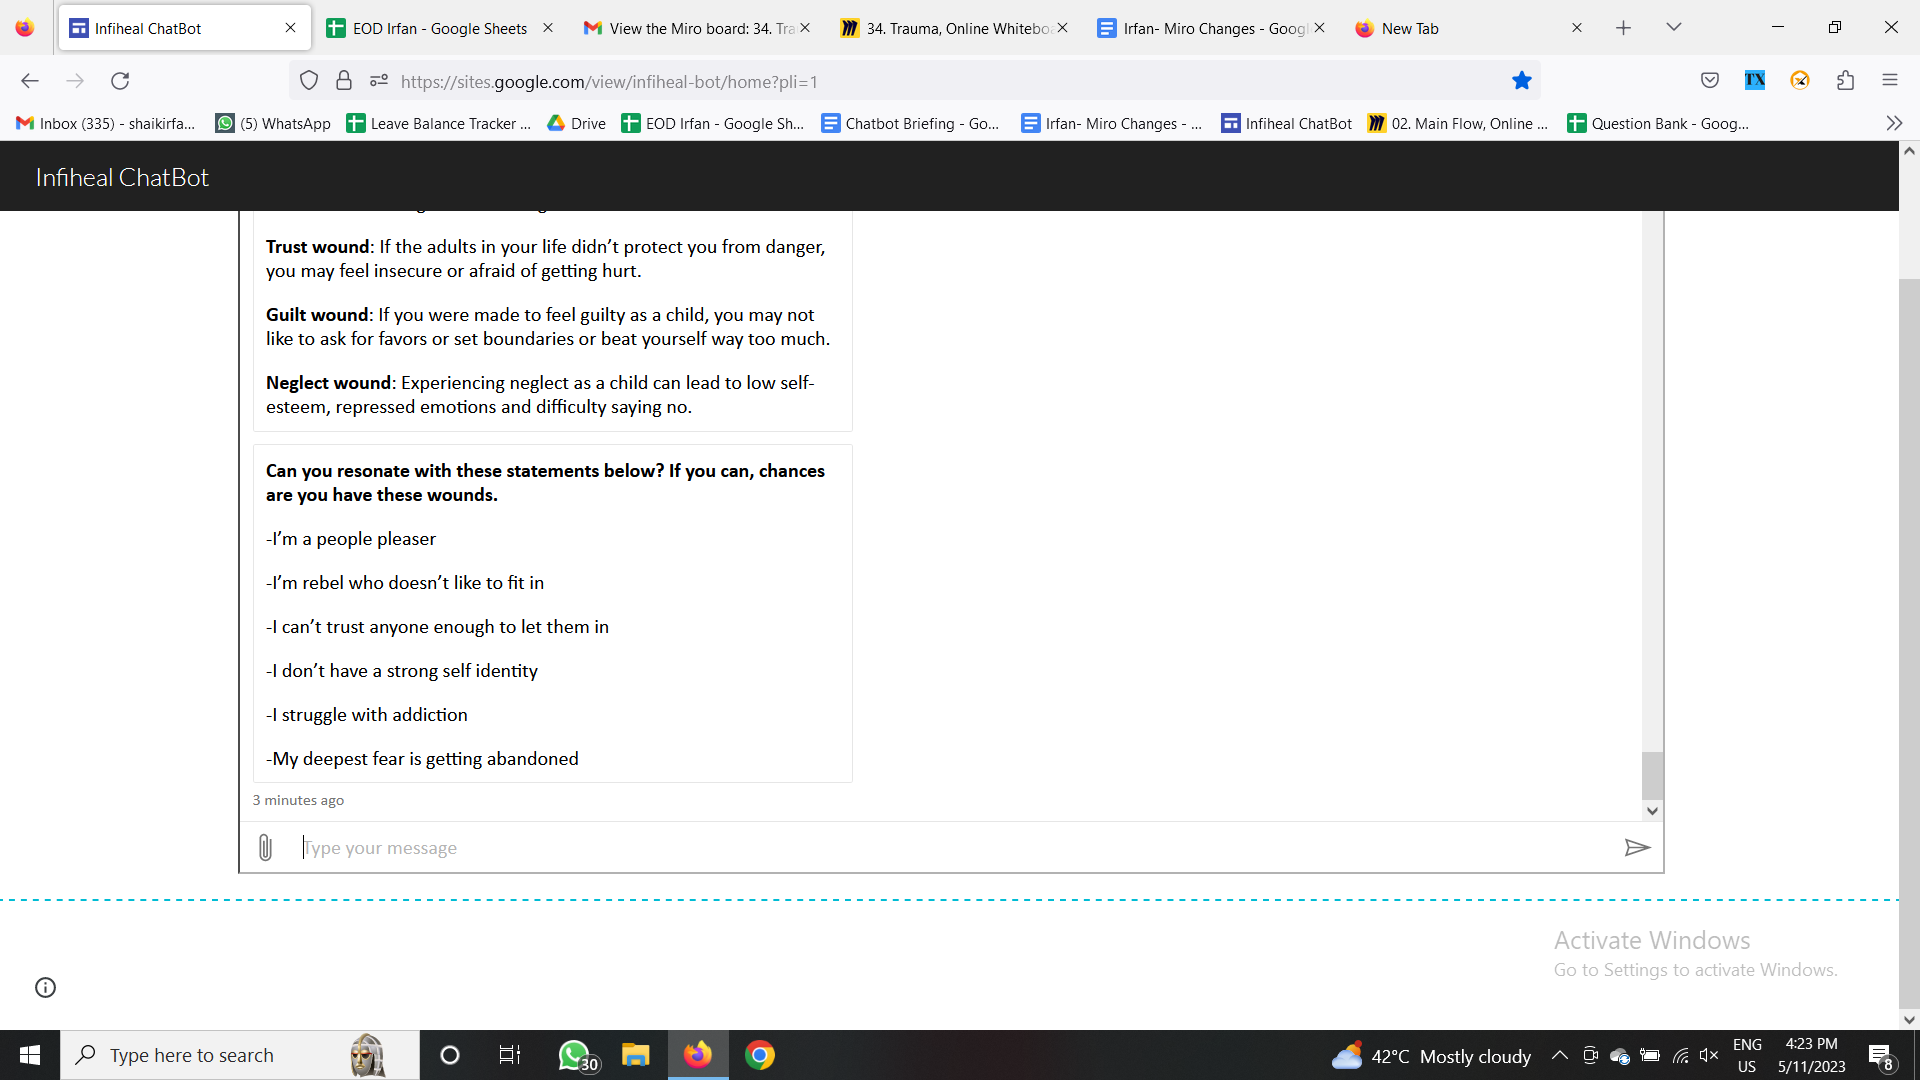 Infiheal ChatBot
EOD Irfan - Google Sheets
View the Miro board: 34. Tra
34. Trauma, Online Whitebo
Irfan- Miro Changes - Googl
New Tab
https://sites.google.com/view/infiheal-bot/home?pli=1
TX
Inbox (335) - shaikirfa...
(5) WhatsApp
Leave Balance Tracker ...
Drive
EOD Irfan - Google Sh...
Chatbot Briefing - Go...
Irfan- Miro Changes - ...
Infiheal ChatBot
02. Main Flow, Online ...
Question Bank - Goog...
Infiheal ChatBot
Trust wound: If the adults in your life didn’t protect you from danger,
you may feel insecure or afraid of getting hurt.
Guilt wound: If you were made to feel guilty as a child, you may not
like to ask for favors or set boundaries or beat yourself way too much.
Neglect wound: Experiencing neglect as a child can lead to low self-
esteem, repressed emotions and difficulty saying no.
Can you resonate with these statements below? If you can, chances
are you have these wounds.
-I’m a people pleaser
-I’m rebel who doesn’t like to fit in
-I can’t trust anyone enough to let them in
-I don’t have a strong self identity
-I struggle with addiction
-My deepest fear is getting abandoned
3 minutes ago
Type your message
Activate Windows
Go to Settings to activate Windows.
Type here to search
30
42°C Mostly cloudy
ENG
US
4:23 PM
5/11/2023
8